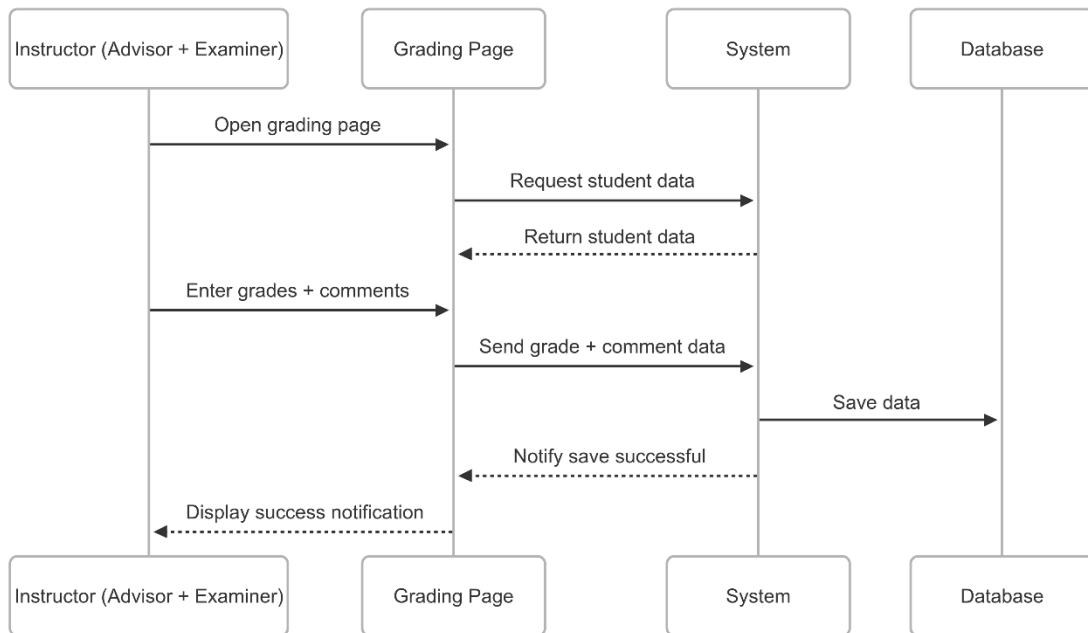 Instructor (Advisor + Examiner)
Grading Page
System
Database
Open grading page
Request student data
Return student data
Enter grades + comments
Send grade + comment data
Save data
Notify save successful
Display success notification
Instructor (Advisor + Examiner)
Grading Page
System
Database